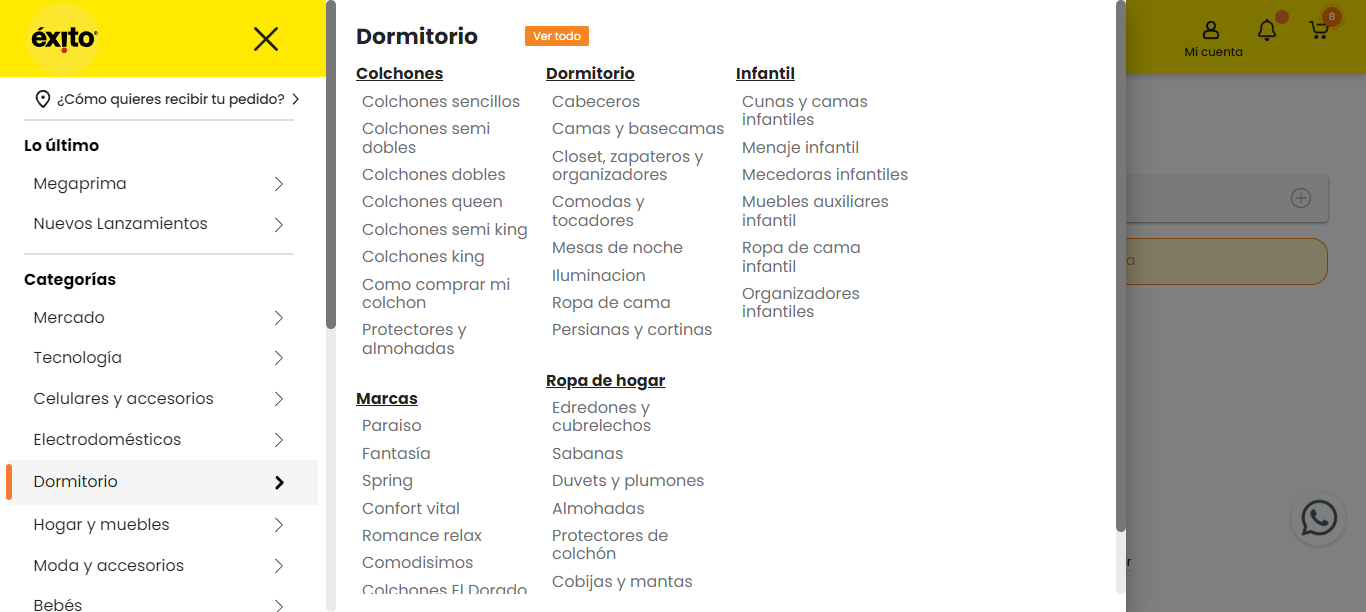 éxito
¿Cómo quieres recibir tu pedido?
Lo último
Megaprima
Nuevos Lanzamientos
Categorías
Mercado
Tecnología
Celulares y accesorios
Electrodomésticos
Dormitorio
Hogar y muebles
Moda y accesorios
Bebés
Dormitorio
Ver todo
Colchones
Colchones sencillos
Colchones semi
dobles
Colchones dobles
Colchones queen
Colchones semi king
Colchones king
Como comprar mi
colchon
Protectores y
almohadas
Marcas
Paraiso
Fantasía
Spring
Confort vital
Romance relax
Comodisimos
Colchones El Dorado
Dormitorio
Cabeceros
Camas y basecamas
Closet, zapateros y
organizadores
Comodas y
tocadores
Mesas de noche
Iluminacion
Ropa de cama
Persianas y cortinas
Ropa de hogar
Edredones y
cubrelechos
Sabanas
Duvets y plumones
Almohadas
Protectores de
colchón
Cobijas y mantas
Infantil
Cunas y camas
infantiles
Menaje infantil
Mecedoras infantiles
Muebles auxiliares
infantil
Ropa de cama
infantil
Organizadores
infantiles
Mi cuenta
8